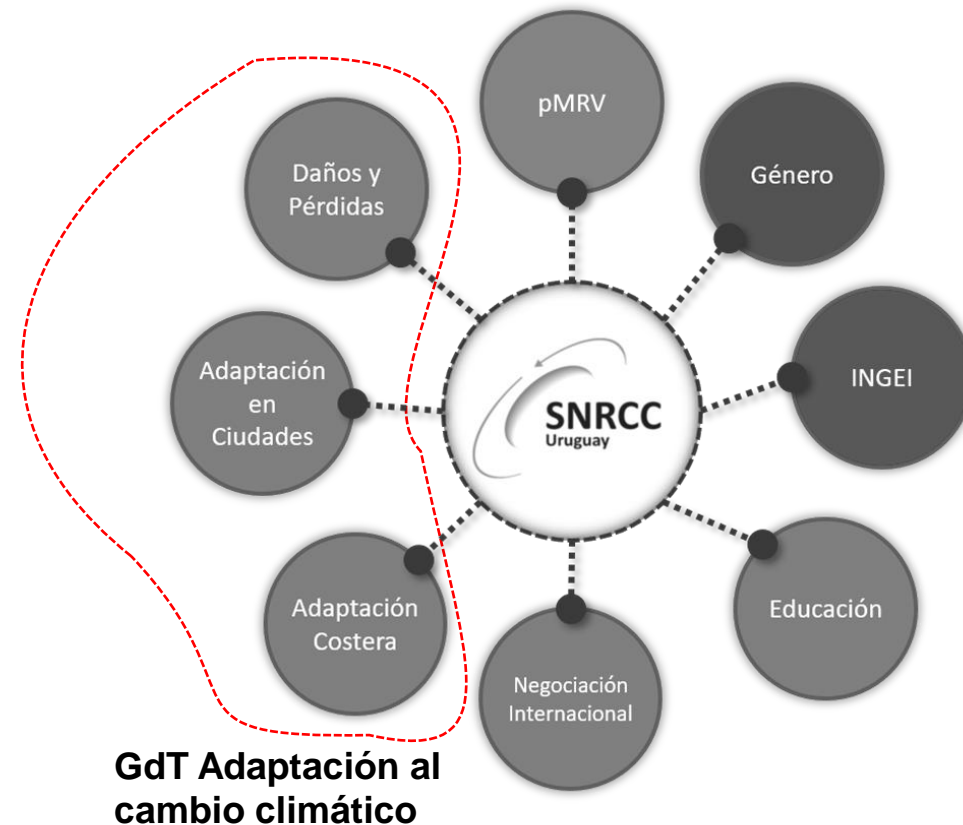 pMRV
Daños y
Pérdidas
Género
Adaptación
en
Ciudades
SNRCC
Uruguay
INGEI
Adaptación
Costera
Educación
Negociación
Internacional
GdT Adaptación al
cambio climático